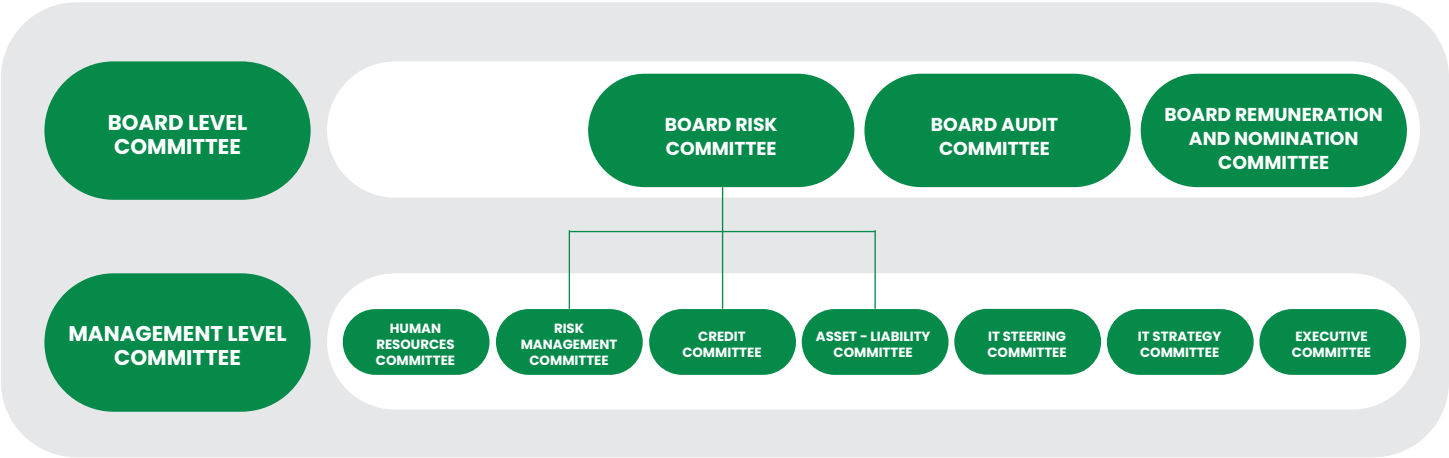 BOARD LEVEL
COMMITTEE
BOARD RISK
COMMITTEE
BOARD AUDIT
COMMITTEE
BOARD REMUNERATION
AND NOMINATION
COMMITTEE
MANAGEMENT LEVEL
COMMITTEE
HUMAN
RESOURCES
COMMITTEE
RISK
MANAGEMENT
COMMITTEE
CREDIT
COMMITTEE
ASSET - LIABILITY
COMMITTEE
IT STEERING
COMMITTEE
IT STRATEGY
COMMITTEE
EXECUTIVE
COMMITTEE